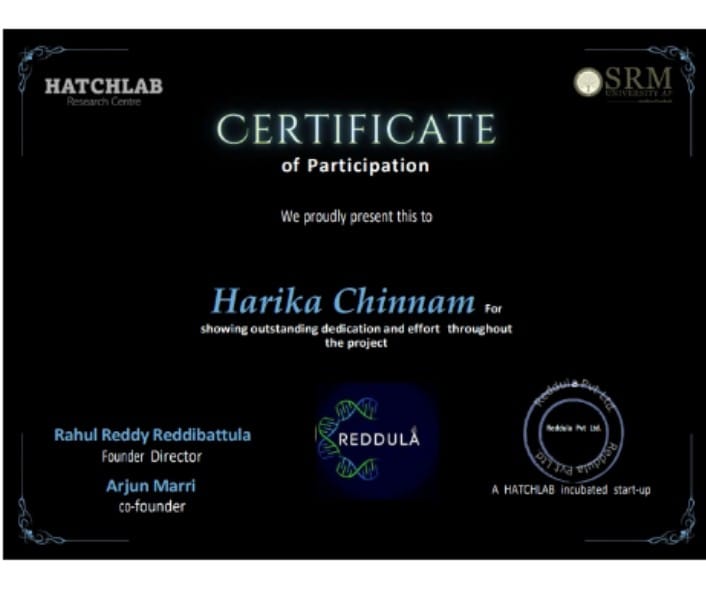 HATCHLAB
Research Centre
SRM
UNIVERSITY AP
CERTIFICATE
of Participation
We proudly present this to
Harika Chinnam For
showing outstanding dedication and effort throughout
the project
Rahul Reddy Reddibattula
Founder Director
Arjun Marri
co-founder
REDDULA
Reddula Pvt Ltd.
Reddula Pvt Ltd.
Reddula Pvt Ltd
A HATCHLAB incubated start-up